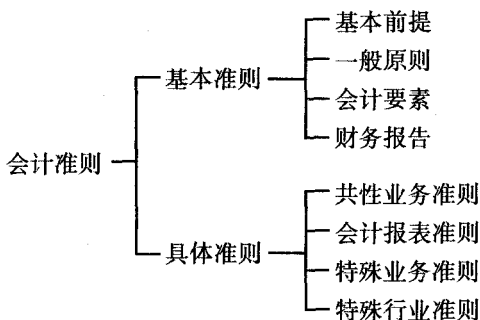 会计准则
基本准则
基本前提
一般原则
会计要素
财务报告
具体准则
共性业务准则
会计报表准则
特殊业务准则
特殊行业准则